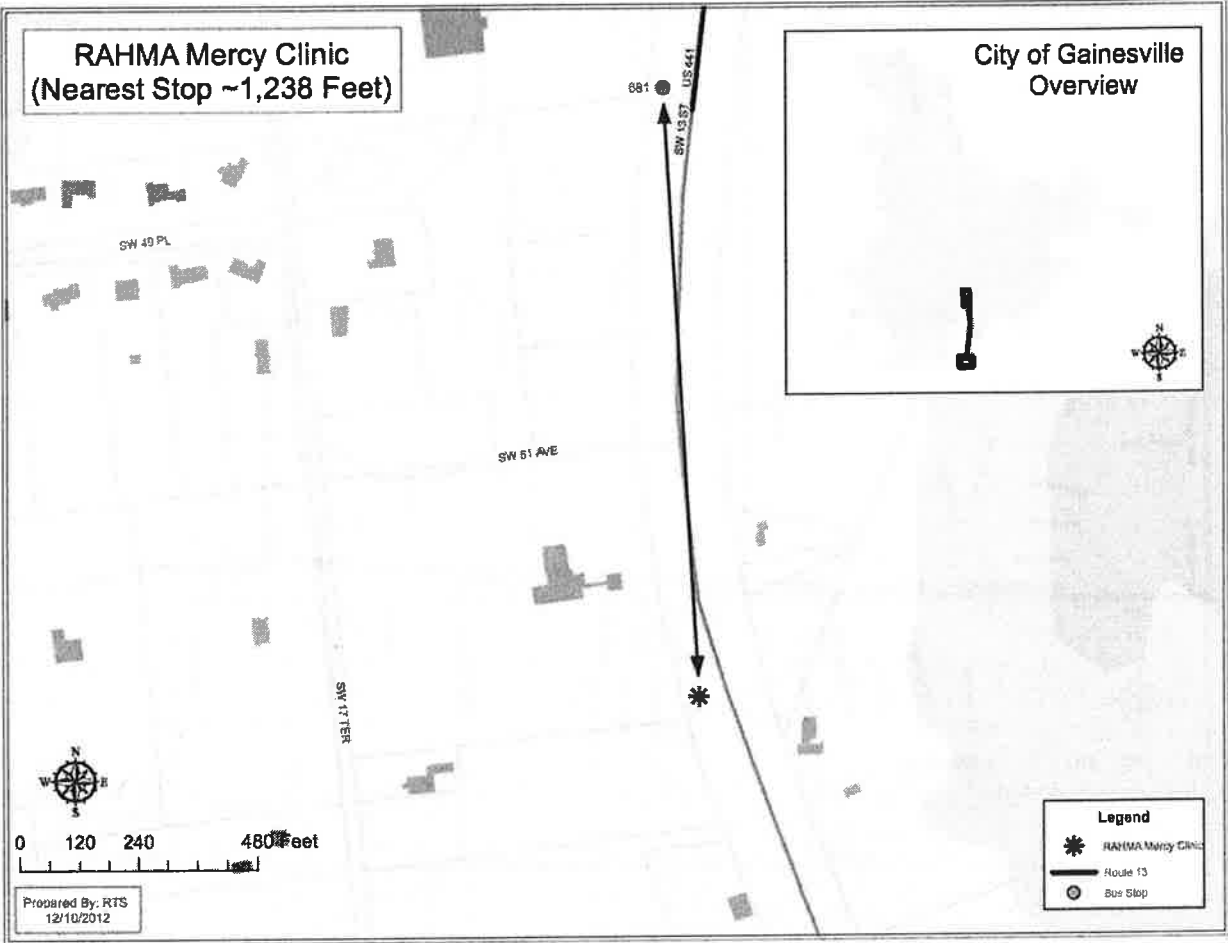 RAHMA Mercy Clinic
(Nearest Stop ~1,238 Feet)
City of Gainesville
Overview
681
US 441
SW 13 ST
N
W E
S
SW 49 PL
SW 51 AVE
SW 17 TER
N
W E
S
0 120 240 480 Feet
Prepared By: RTS
12/10/2012
Legend
RAHMA Mercy Clinic
Route 13
Bus Stop